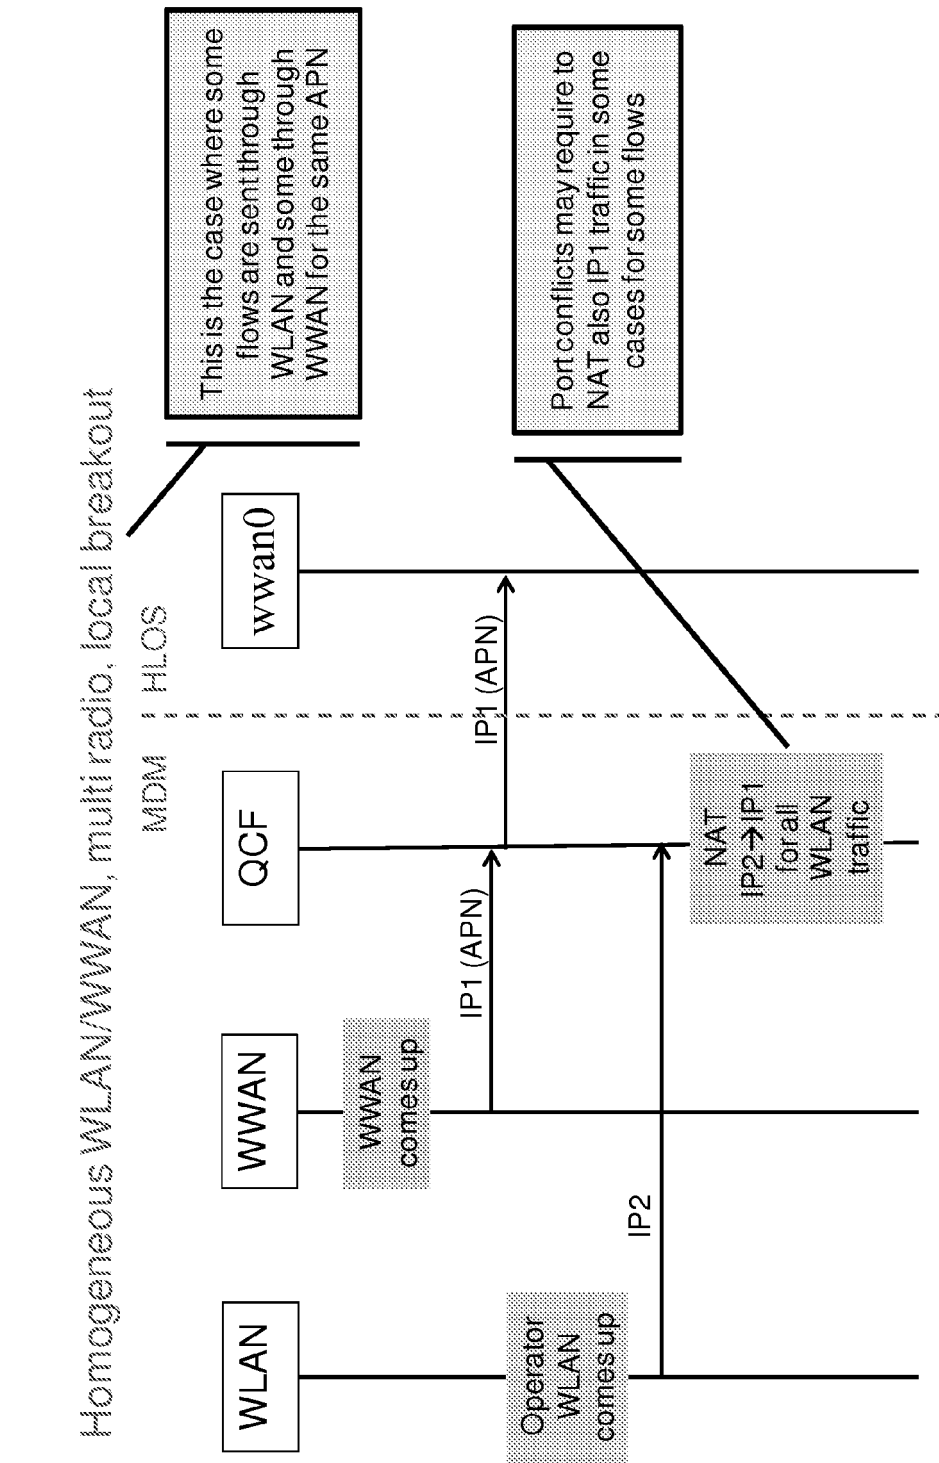 Homogeneous WLAN/WWAN, multi radio, local breakout
MDM
HLOS
WLAN
WWAN
QCF
wwan0
This is the case where some
flows are sent through
WLAN and some through
WWAN for the same APN
WWAN
comes up
IP1 (APN)
IP1 (APN)
Operator
WLAN
comes up
IP2
NAT
IP2→IP1
for all
WLAN
traffic
Port conflicts may require to
NAT also IP1 traffic in some
cases for some flows